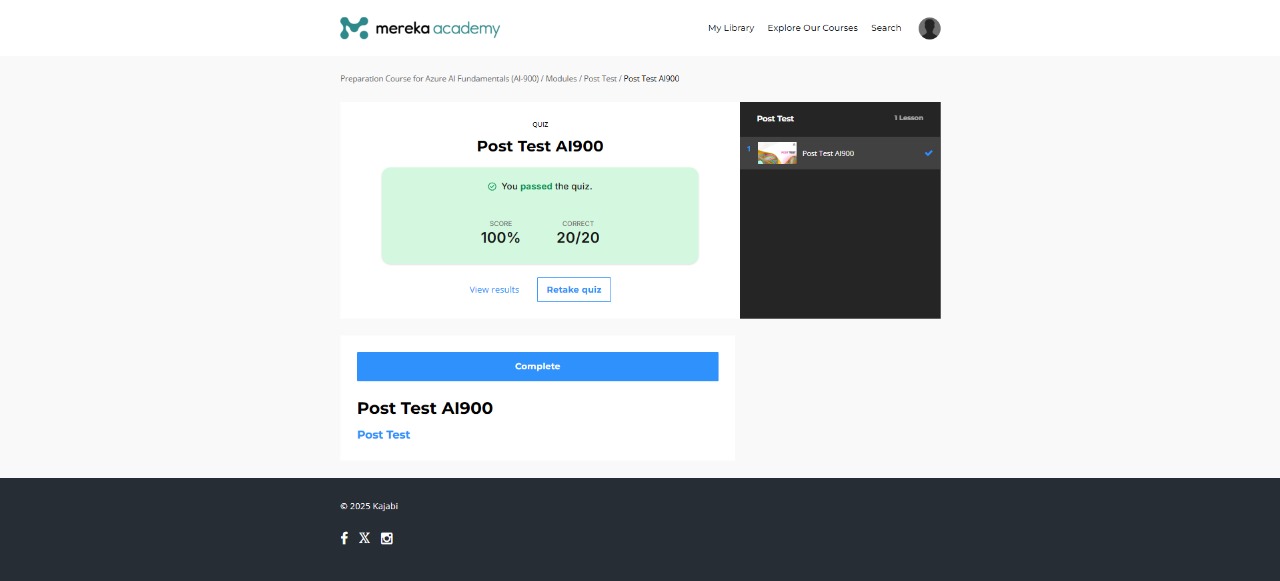 mereka academy
My Library
Explore Our Courses
Search
Preparation Course for Azure AI Fundamentals (AI-900) / Modules / Post Test / Post Test AI900
QUIZ
Post Test AI900
You passed the quiz.
SCORE
100%
CORRECT
20/20
View results
Retake quiz
Post Test
1 Lesson
1
Post Test AI900
Complete
Post Test AI900
Post Test
© 2025 Kajabi